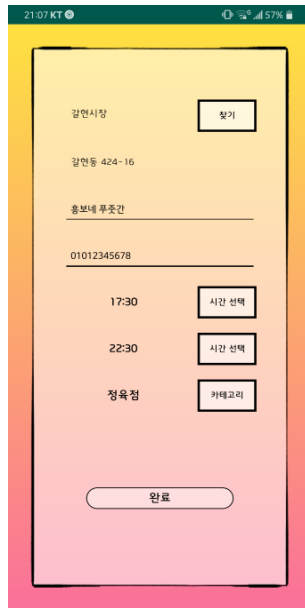 21:07 KT 57%
갈현시장 찾기
갈현동 424-16
흥보네 푸줏간
01012345678
17:30 시간 선택
22:30 시간 선택
정육점 카테고리
완료